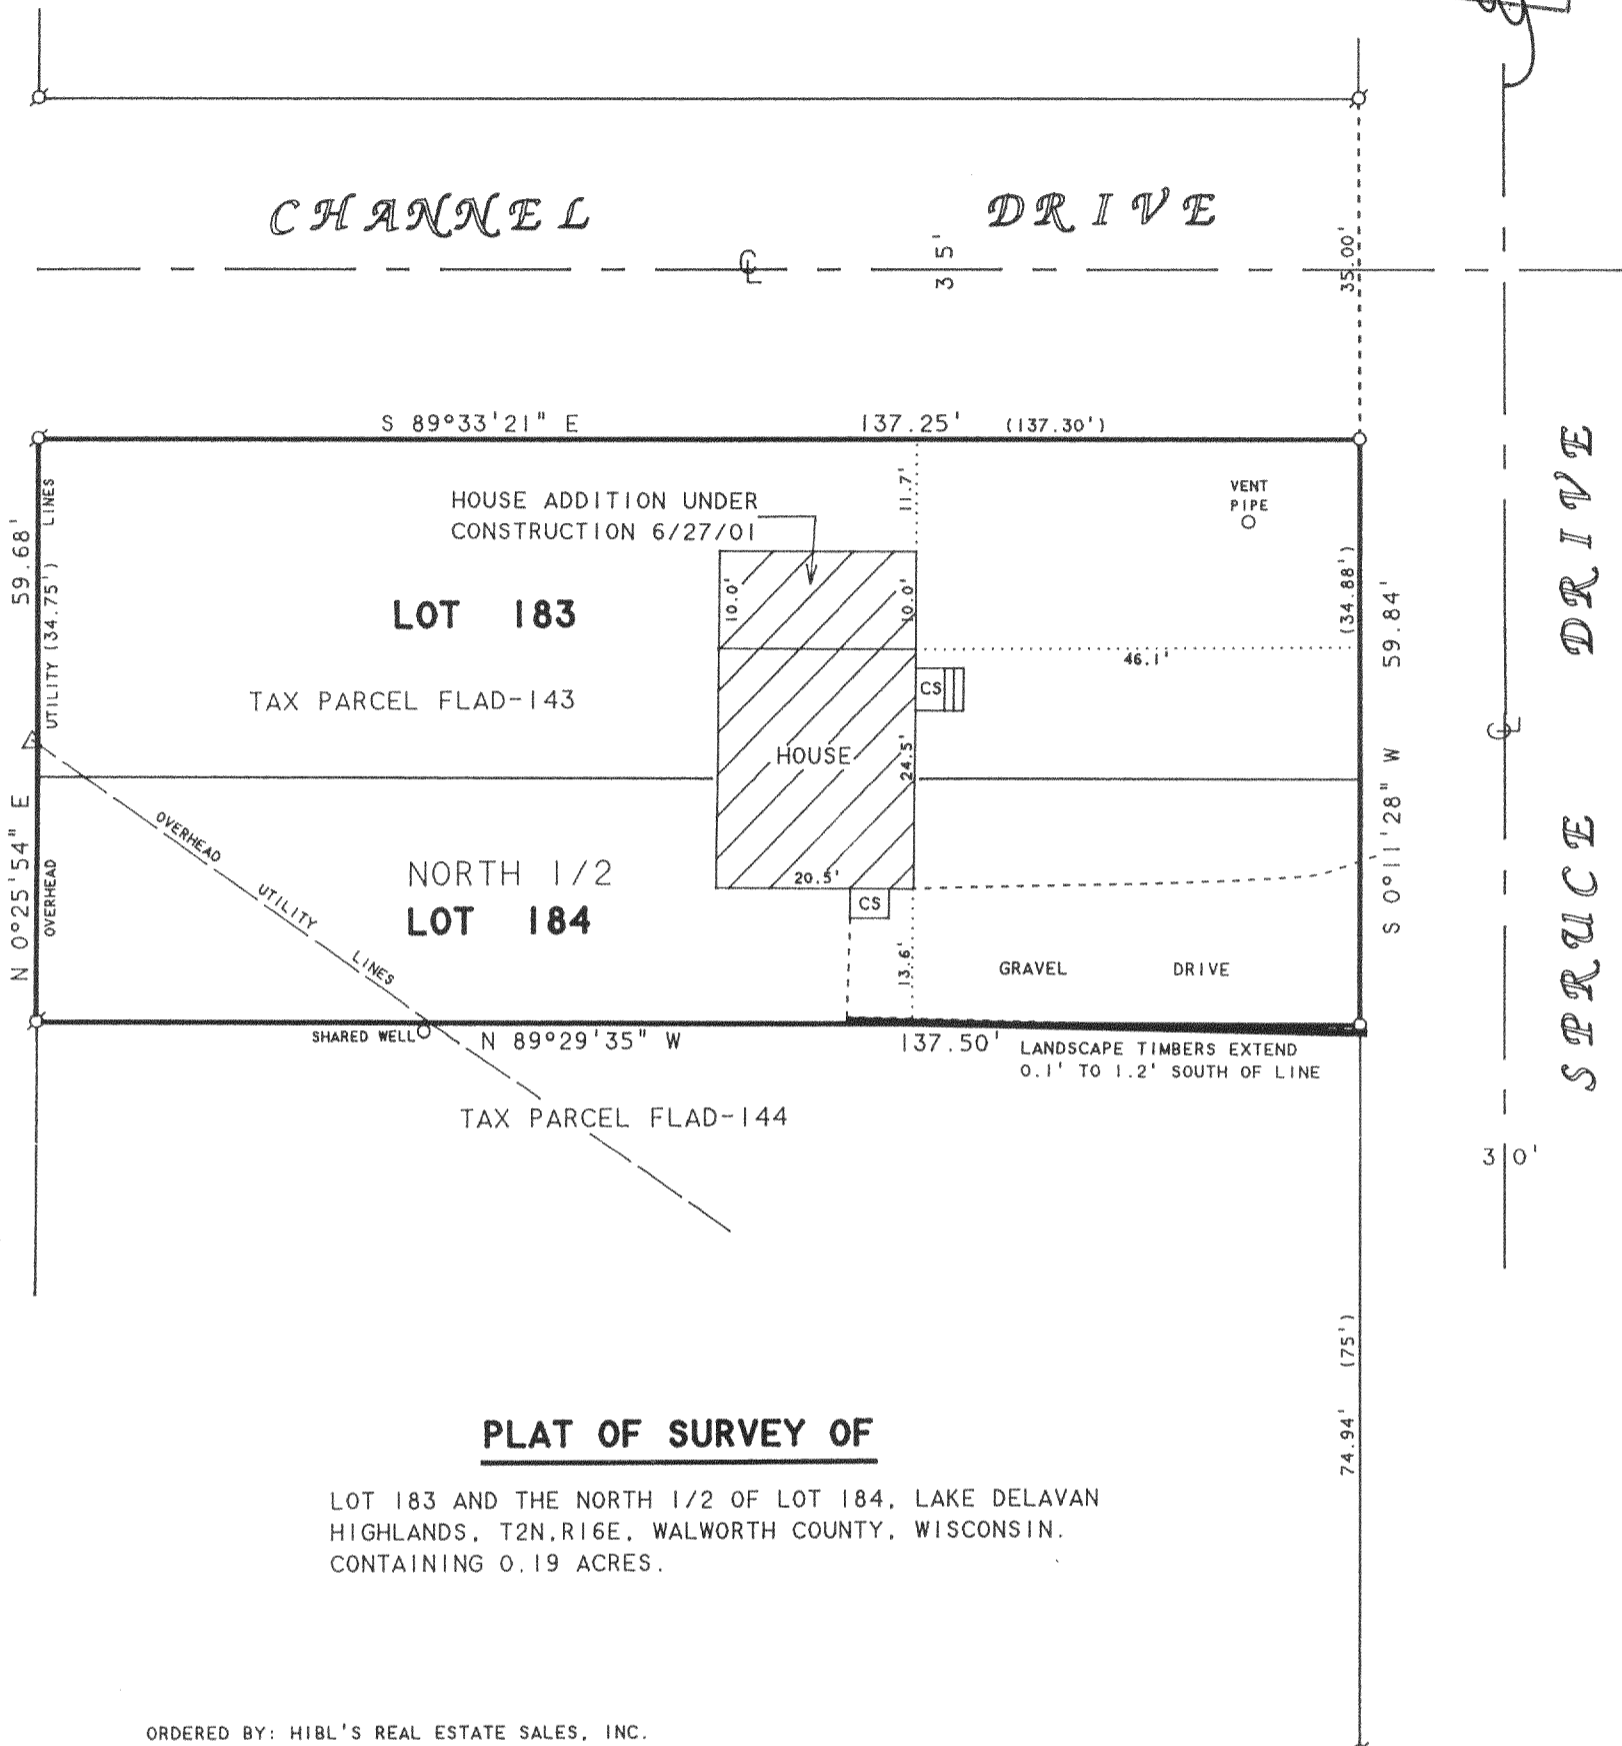 CHANNEL DRIVE
℄
35'
35.00'
S 89°33'21" E 137.25' (137.30')
HOUSE ADDITION UNDER
CONSTRUCTION 6/27/01
11.7'
VENT
PIPE
N 0°25'54" E 59.68'
OVERHEAD UTILITY (34.75') LINES
10.0'
10.0'
LOT 183
(34.88')
S 0°11'28" W 59.84'
46.1'
CS
TAX PARCEL FLAD-143
HOUSE
24.5'
℄
SPRUCE DRIVE
OVERHEAD UTILITY LINES
NORTH 1/2
LOT 184
20.5'
CS
13.6'
GRAVEL DRIVE
SHARED WELL
N 89°29'35" W 137.50'
LANDSCAPE TIMBERS EXTEND
0.1' TO 1.2' SOUTH OF LINE
TAX PARCEL FLAD-144
30'
74.94' (75')
PLAT OF SURVEY OF
LOT 183 AND THE NORTH 1/2 OF LOT 184, LAKE DELAVAN
HIGHLANDS, T2N,R16E, WALWORTH COUNTY, WISCONSIN.
CONTAINING 0.19 ACRES.
ORDERED BY: HIBL'S REAL ESTATE SALES, INC.